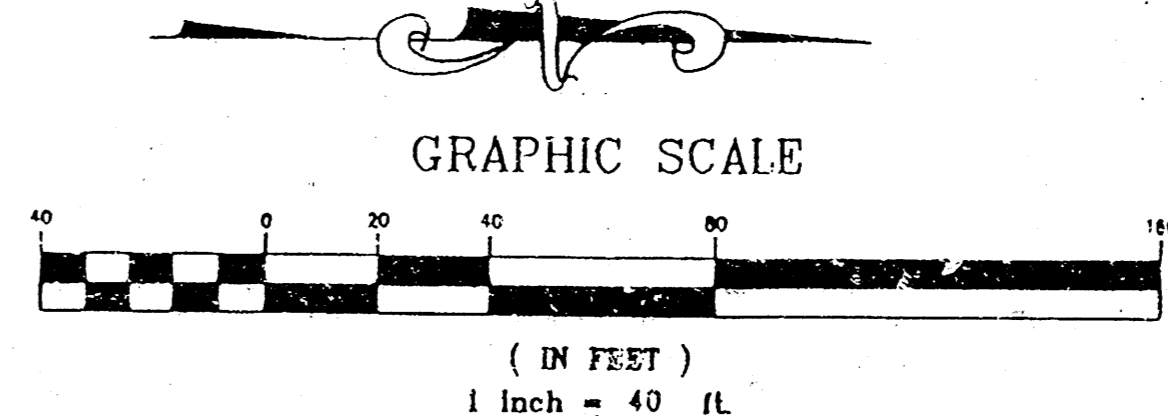 GRAPHIC SCALE
40 0 20 40 80
( IN FEET )
1 inch = 40 ft.